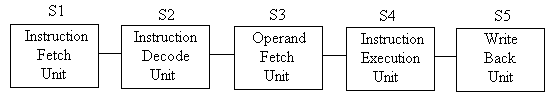 S1 S2 S3 S4 S5
Instruction Instruction Operand Instruction Write
Fetch Decode Fetch Execution Back
Unit Unit Unit Unit Unit